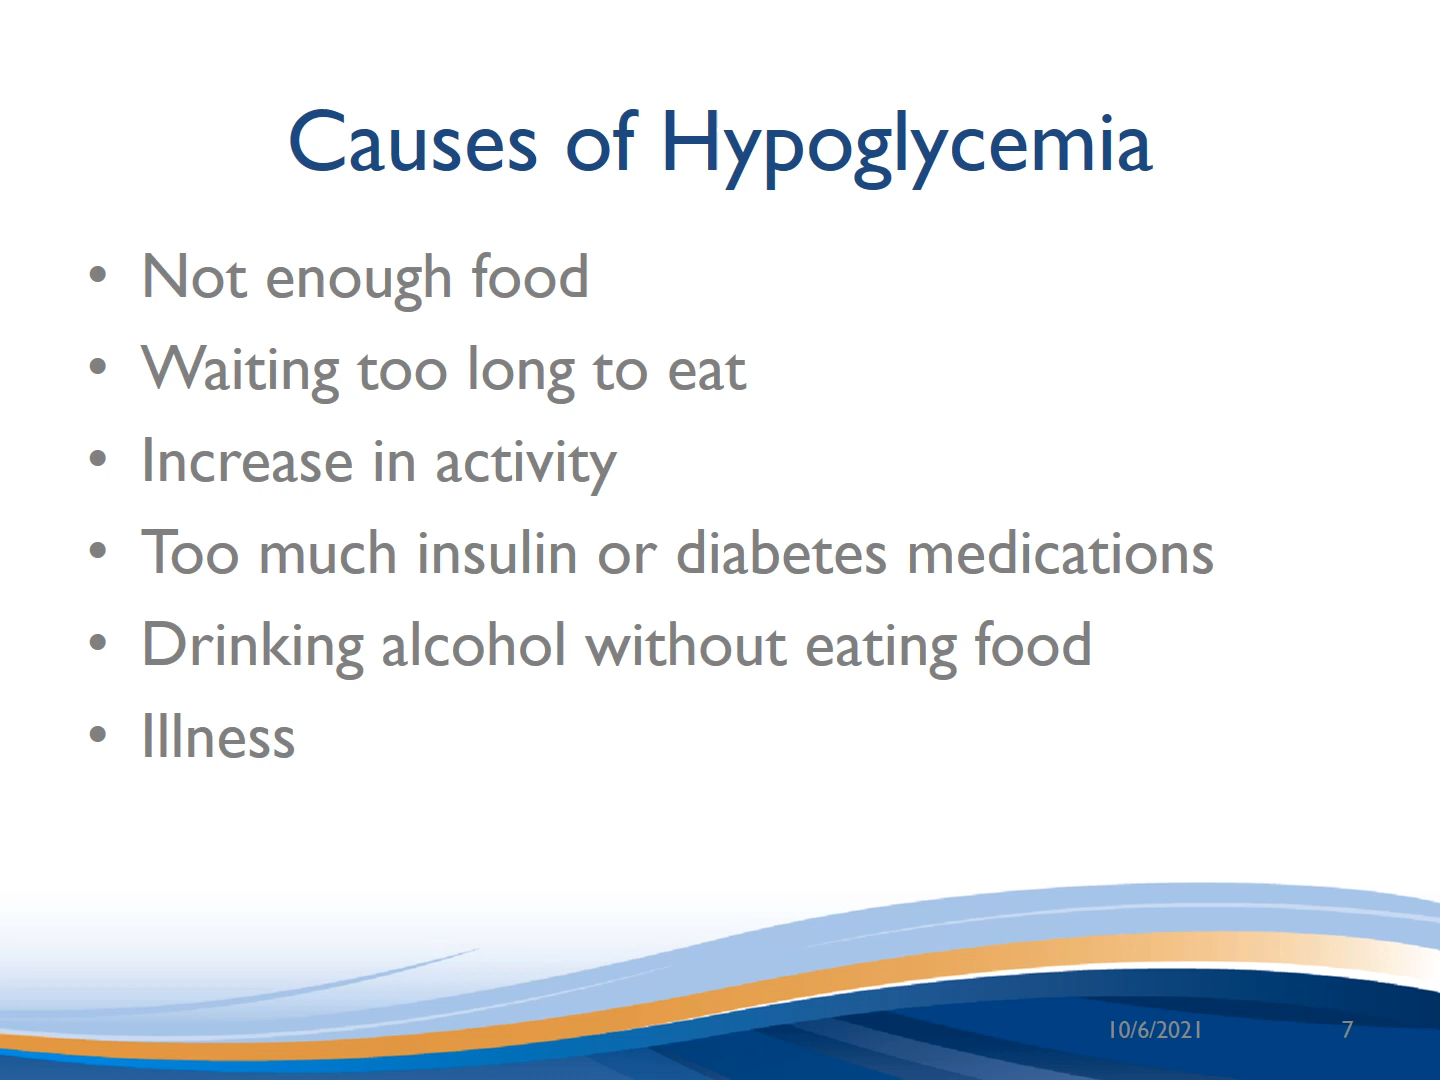 Causes of Hypoglycemia
• Not enough food
• Waiting too long to eat
• Increase in activity
• Too much insulin or diabetes medications
• Drinking alcohol without eating food
• Illness
10/6/2021 7